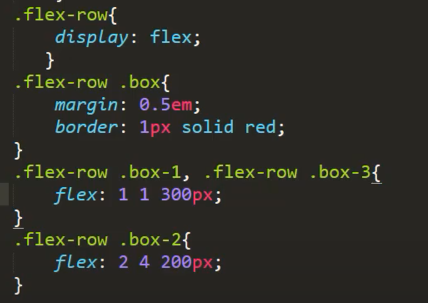 .flex-row{
display: flex;
}
.flex-row .box{
margin: 0.5em;
border: 1px solid red;
}
.flex-row .box-1, .flex-row .box-3{
flex: 1 1 300px;
}
.flex-row .box-2{
flex: 2 4 200px;
}